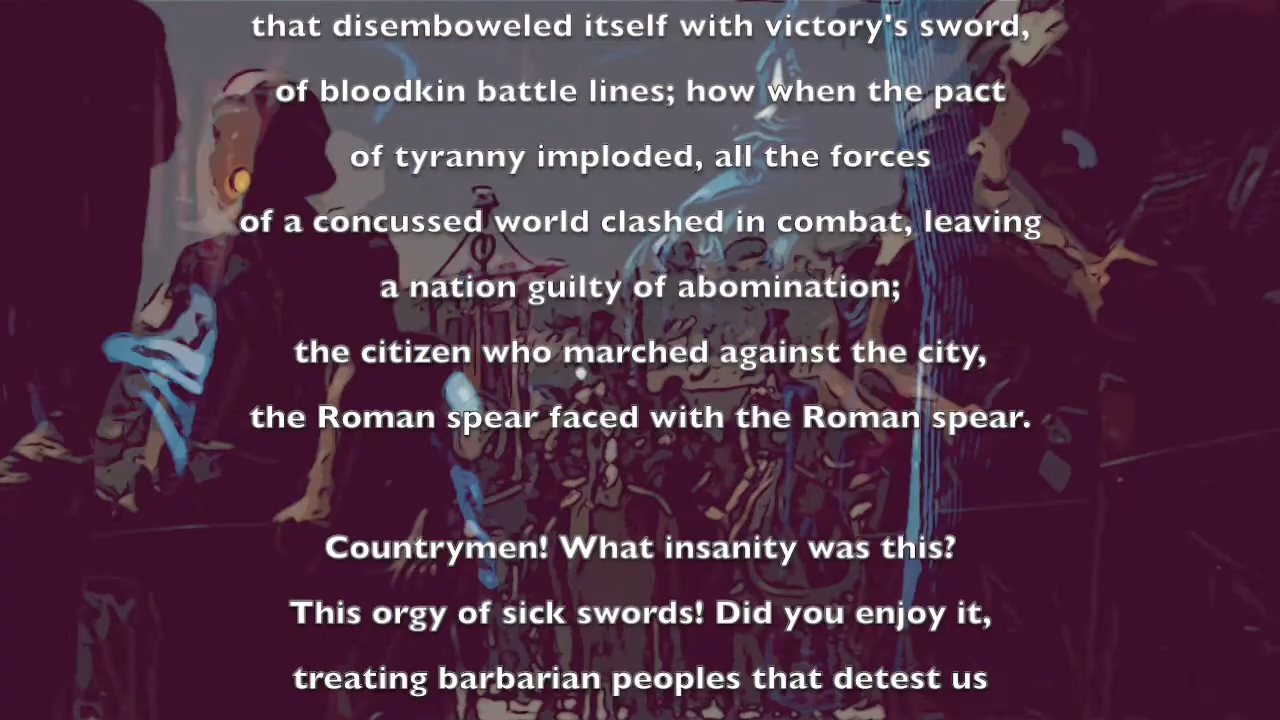 that disemboweled itself with victory's sword,
of bloodkin battle lines; how when the pact
of tyranny imploded, all the forces
of a concussed world clashed in combat, leaving
a nation guilty of abomination;
the citizen who marched against the city,
the Roman spear faced with the Roman spear.
Countrymen! What insanity was this?
This orgy of sick swords! Did you enjoy it,
treating barbarian peoples that detest us